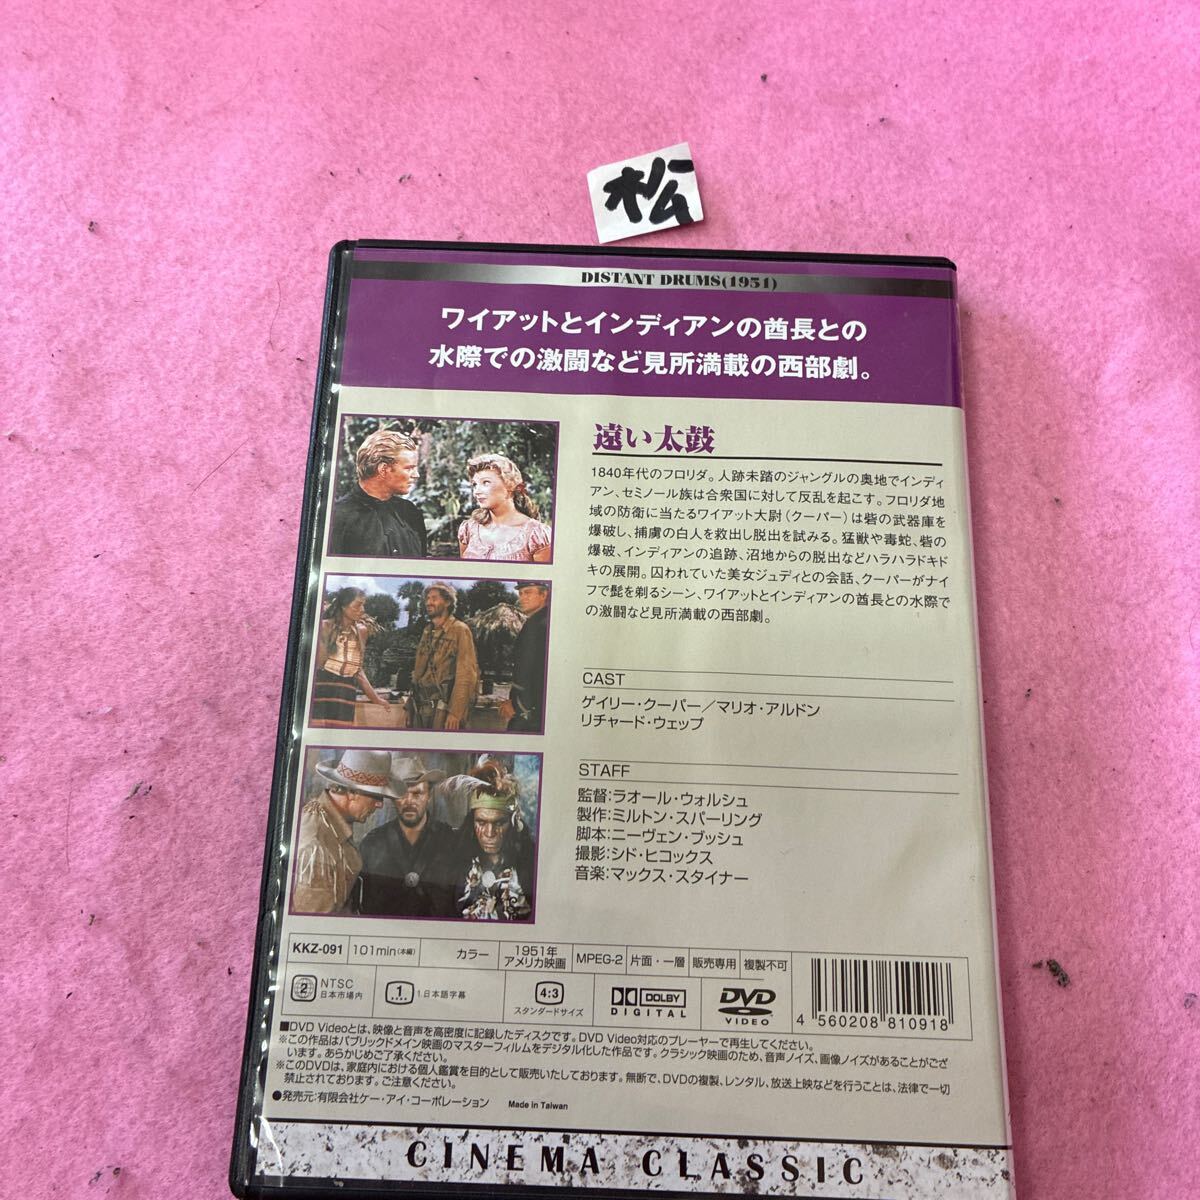 松
DISTANT DRUMS(1951)
ワイアットとインディアンの酋長との
水際での激闘など見所満載の西部劇。
遠い太鼓
1840年代のフロリダ。人跡未踏のジャングルの奥地でインディ
アン、セミノール族は合衆国に対して反乱を起こす。フロリダ地
域の防衛に当たるワイアット大尉(クーパー)は砦の武器庫を
爆破し、捕虜の白人を救出し脱出を試みる。猛獣や毒蛇、砦の
爆破、インディアンの追跡、沼地からの脱出などハラハラドキド
キの展開。囚われていた美女ジュディとの会話、クーパーがナイ
フで髭を剃るシーン、ワイアットとインディアンの酋長との水際で
の激闘など見所満載の西部劇。
CAST
ゲイリー・クーパー/マリオ・アルドン
リチャード・ウェップ
STAFF
監督:ラオール・ウォルシュ
製作:ミルトン・スパーリング
脚本:ニーヴェン・ブッシュ
撮影:シド・ヒコックス
音楽:マックス・スタイナー
KKZ-091 101min(本編) カラー 1951年 アメリカ映画 MPEG-2 片面・一層 販売専用 複製不可
2 NTSC 日本市場内 1 1.日本語字幕 4:3 スタンダードサイズ DOLBY DIGITAL DVD VIDEO
4 560208 810918
■DVD Videoとは、映像と音声を高密度に記録したディスクです。DVD Video対応のプレーヤーで再生してください。
※この作品はパブリックドメイン映画のマスターフィルムをデジタル化した作品です。クラシック映画のため、音声ノイズ、画像ノイズがあることがござ
います。あらかじめご了承ください。
※このDVDは、家庭内における個人鑑賞を目的として販売いたしております。無断で、DVDの複製、レンタル、放送上映などを行うことは、法律で一切
禁止されております。ご注意ください。
●発売元:有限会社ケー・アイ・コーポレーション Made in Taiwan
CINEMA CLASSIC